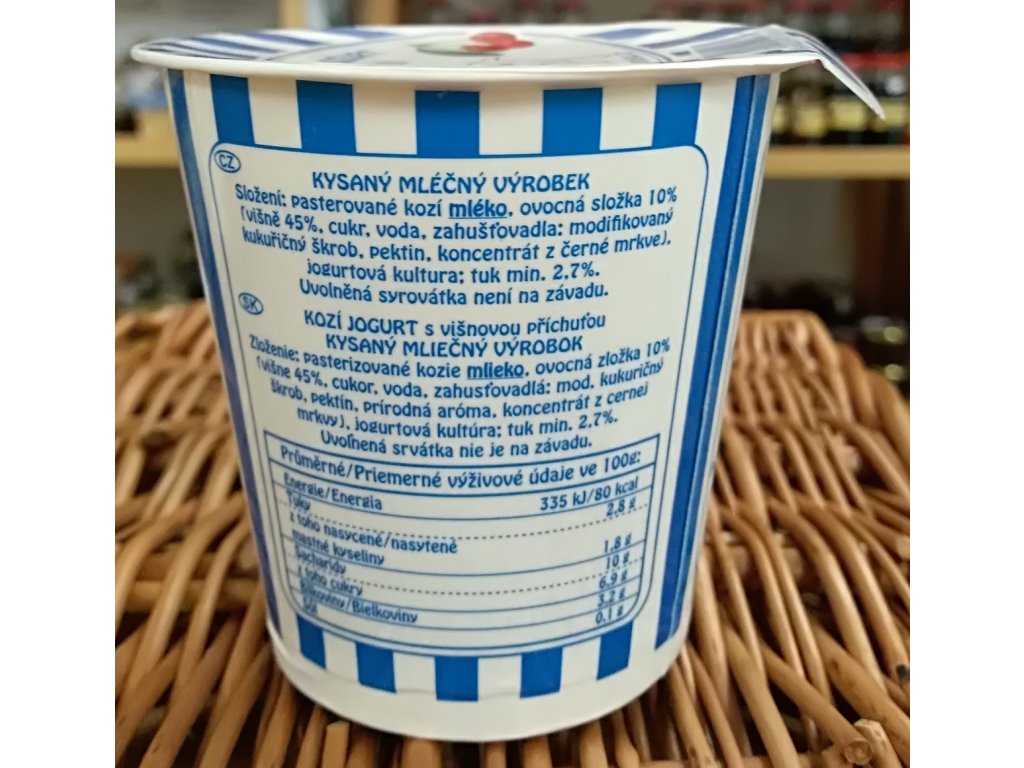 CZ
KYSANÝ MLÉČNÝ VÝROBEK
Složení: pasterované kozí mléko, ovocná složka 10%
(višně 45%, cukr, voda, zahušťovadla: modifikovaný
kukuřičný škrob, pektin, koncentrát z černé mrkve),
jogurtová kultura; tuk min. 2,7%.
Uvolněná syrovátka není na závadu.
SK
KOZÍ JOGURT s višnovou příchuťou
KYSANÝ MLIEČNÝ VÝROBOK
Zloženie: pasterizované kozie mlieko, ovocná zložka 10%
(višne 45%, cukor, voda, zahusťovadlá: mod. kukuričný
škrob, pektín, prírodná aróma, koncentrát z cernej
mrkvy), jogurtová kultúra; tuk min. 2,7%.
Uvoľnená srvátka nie je na závadu.
Průměrné/Priemerné výživové údaje ve 100g:
Energie/Energia 335 kJ/80 kcal
Tuky 2,8 g
z toho nasycené/nasytené
mastné kyseliny 1,8 g
Sacharidy 10 g
z toho cukry 6,9 g
Bílkoviny/Bielkoviny 3,2 g
Sůl 0,1 g